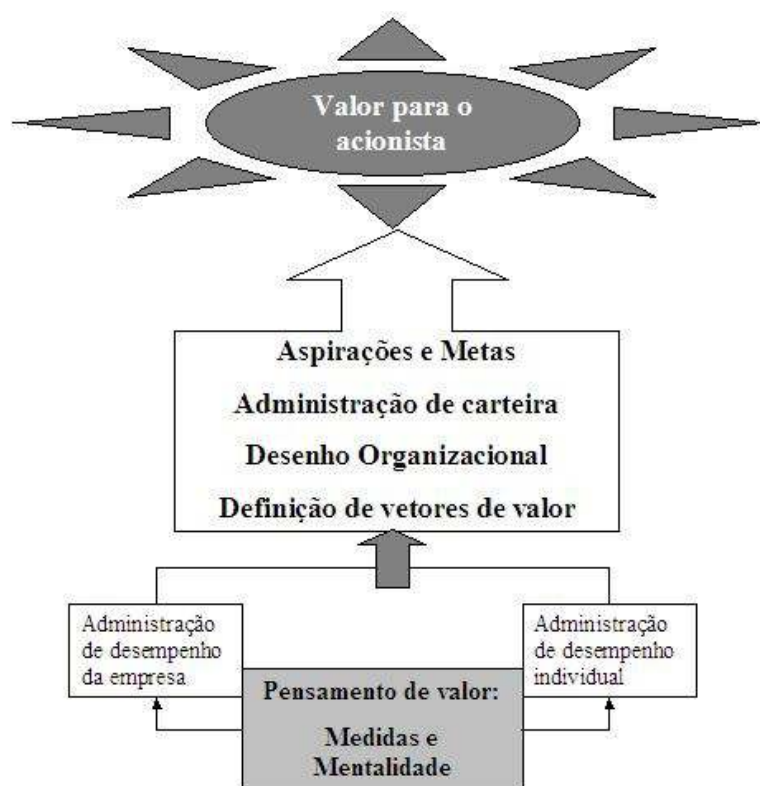 Valor para o
acionista
Aspirações e Metas
Administração de carteira
Desenho Organizacional
Definição de vetores de valor
Administração
de desempenho
da empresa
Administração
de desempenho
individual
Pensamento de valor:
Medidas e
Mentalidade